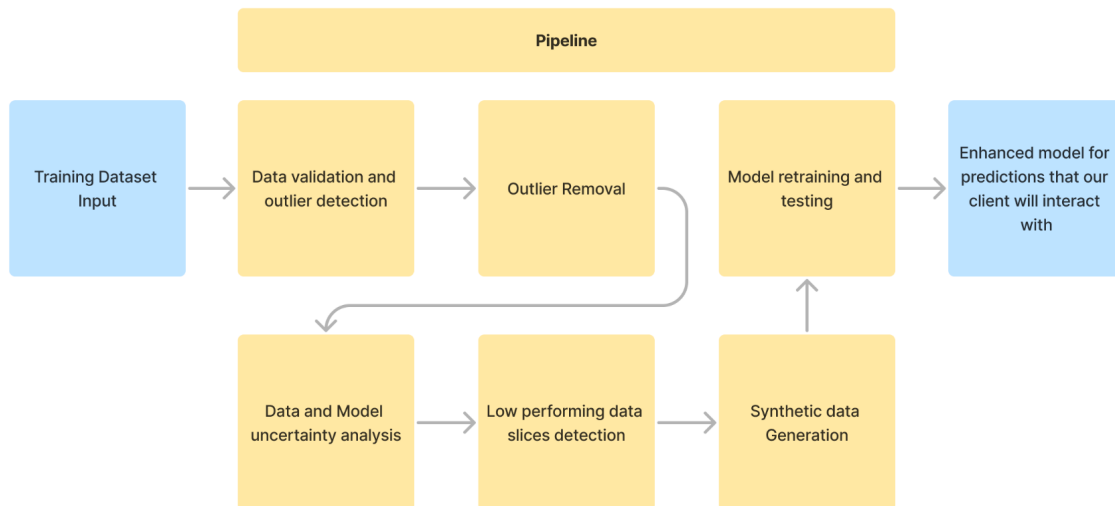 Pipeline
Training Dataset
Input
Data validation and
outlier detection
Outlier Removal
Model retraining and
testing
Enhanced model for
predictions that our
client will interact
with
Data and Model
uncertainty analysis
Low performing data
slices detection
Synthetic data
Generation